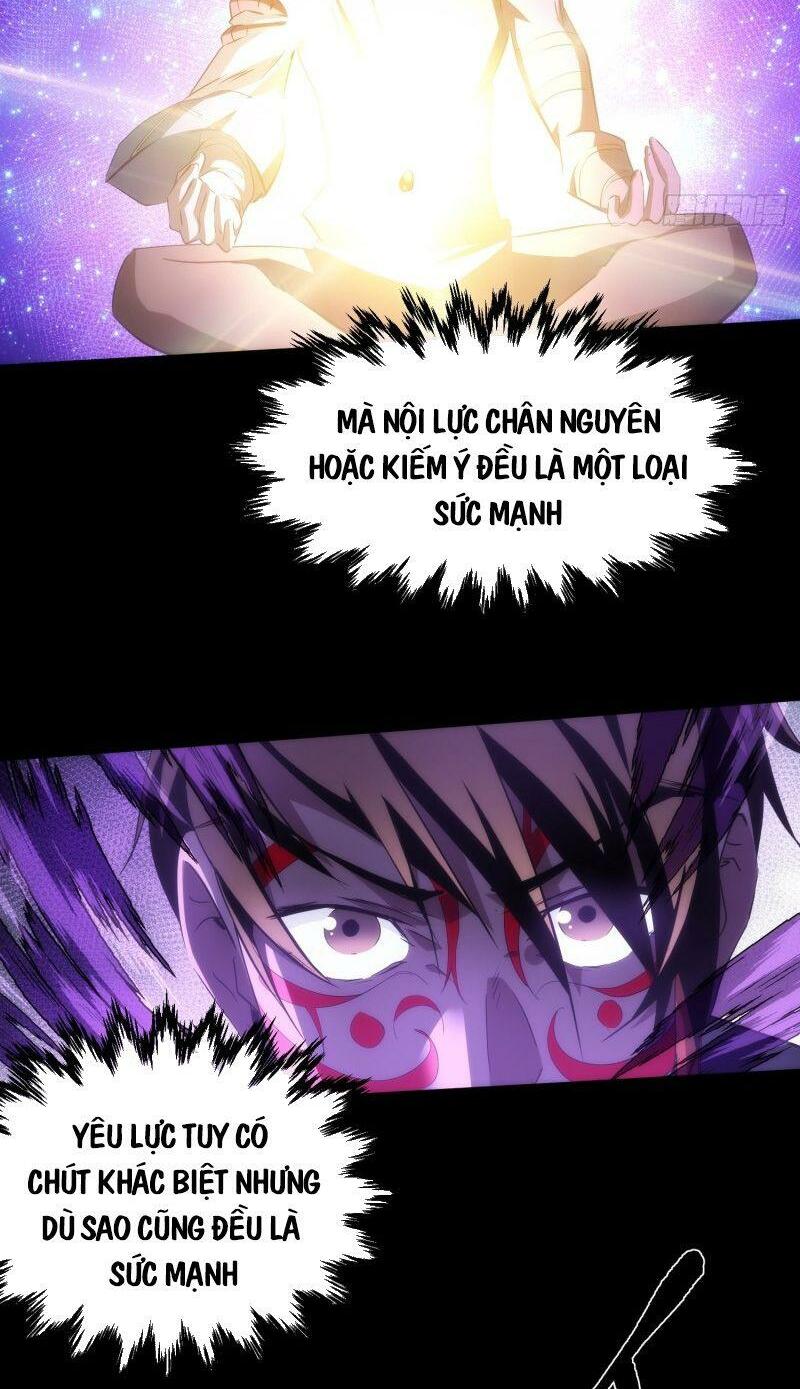 MÀ NỘI LỰC CHÂN NGUYÊN
HOẶC KIẾM Ý ĐỀU LÀ MỘT LOẠI
SỨC MẠNH
YÊU LỰC TUY CÓ
CHÚT KHÁC BIỆT NHƯNG
DÙ SAO CŨNG ĐỀU LÀ
SỨC MẠNH